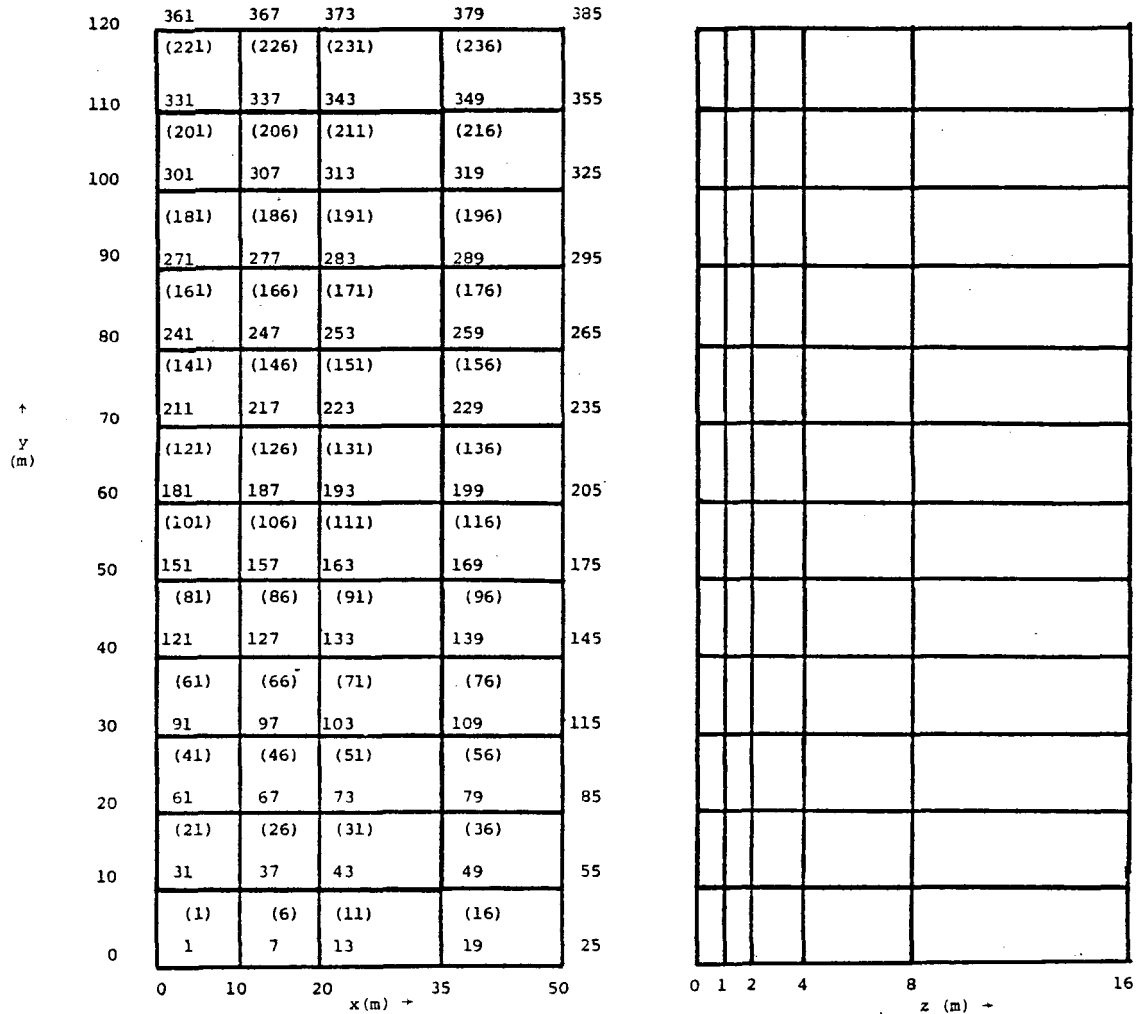 361 367 373 379 385
120
(221) (226) (231) (236)
331 337 343 349 355
110
(201) (206) (211) (216)
301 307 313 319 325
100
(181) (186) (191) (196)
90 271 277 283 289 295
(161) (166) (171) (176)
80 241 247 253 259 265
(141) (146) (151) (156)
↑ 211 217 223 229 235
70
y
(m)
(121) (126) (131) (136)
60 181 187 193 199 205
(101) (106) (111) (116)
50 151 157 163 169 175
(81) (86) (91) (96)
40 121 127 133 139 145
(61) (66) (71) (76)
30 91 97 103 109 115
(41) (46) (51) (56)
20 61 67 73 79 85
(21) (26) (31) (36)
10 31 37 43 49 55
(1) (6) (11) (16)
0 1 7 13 19 25
0 10 20 35 50
x(m) →
0 1 2 4 8 16
z (m) →